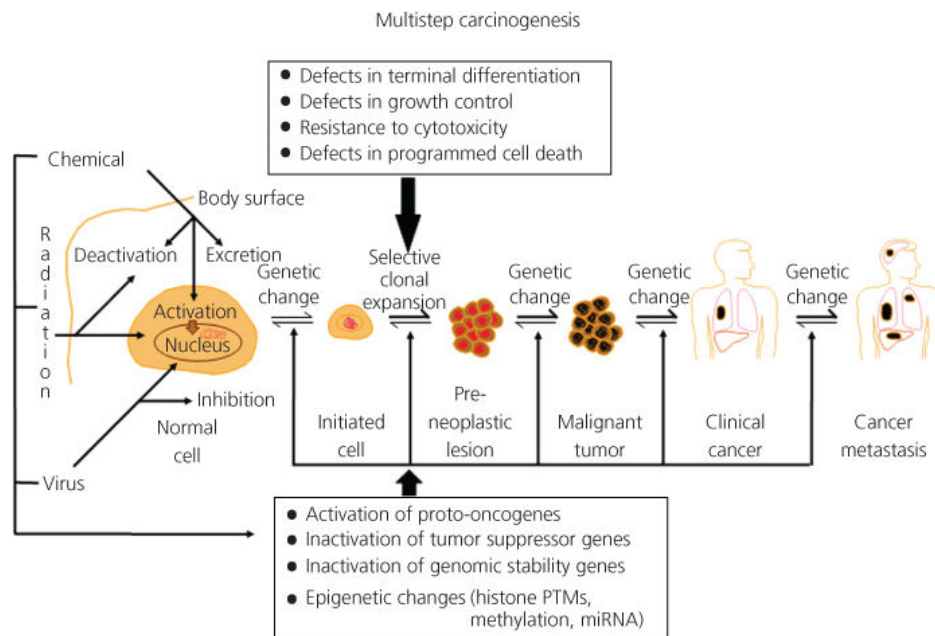 Multistep carcinogenesis
● Defects in terminal differentiation
● Defects in growth control
● Resistance to cytotoxicity
● Defects in programmed cell death
Chemical
Body surface
Radiation
Deactivation
Excretion
Activation
Nucleus
Inhibition
Normal
cell
Virus
Genetic
change
Selective
clonal
expansion
Genetic
change
Genetic
change
Genetic
change
Initiated
cell
Pre-
neoplastic
lesion
Malignant
tumor
Clinical
cancer
Cancer
metastasis
● Activation of proto-oncogenes
● Inactivation of tumor suppressor genes
● Inactivation of genomic stability genes
● Epigenetic changes (histone PTMs,
methylation, miRNA)